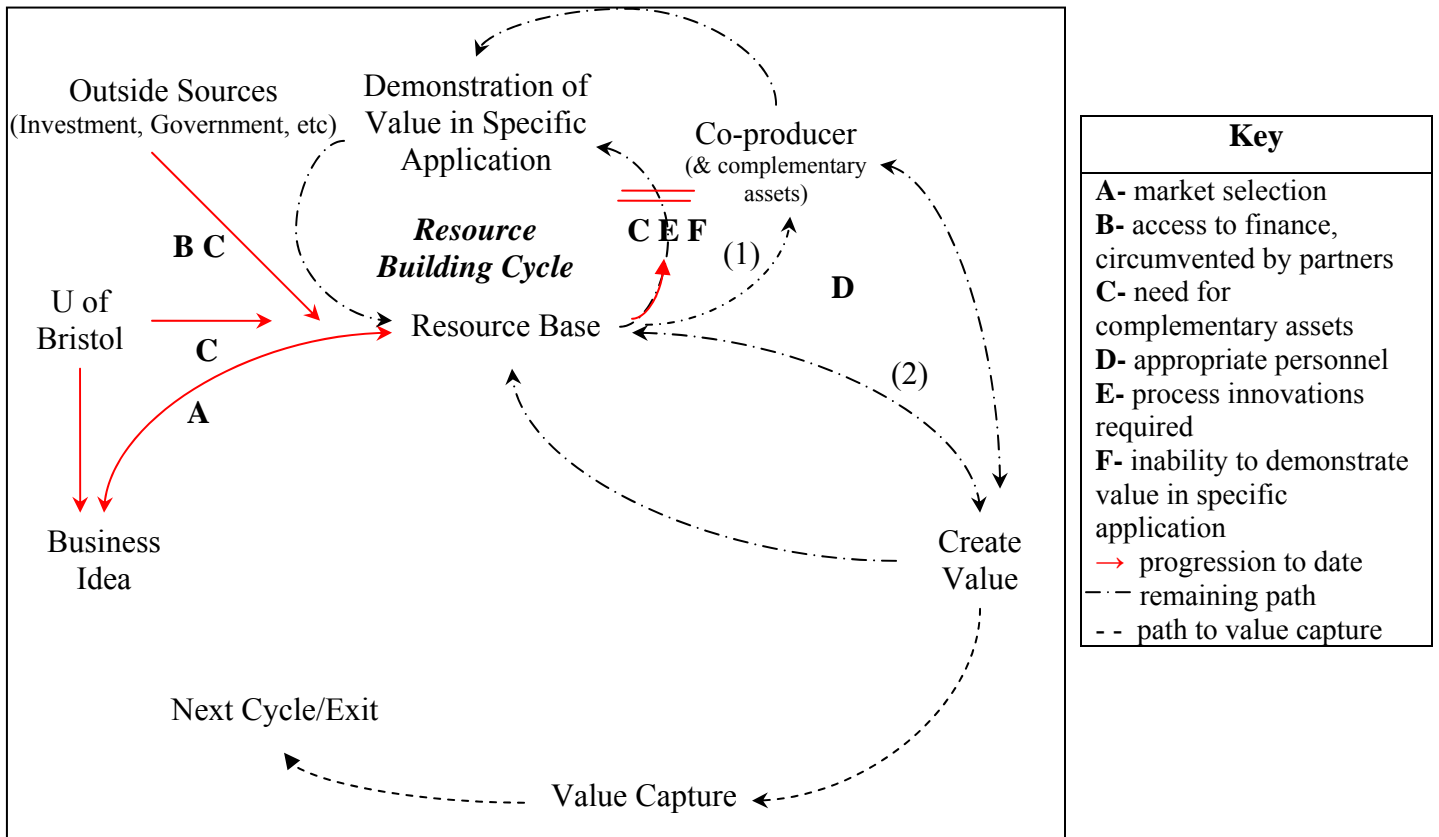 Demonstration of
Value in Specific
Application
Outside Sources
(Investment, Government, etc)
Co-producer
(& complementary
assets)
B C
Resource
Building Cycle
C E F
(1)
D
U of
Bristol
Resource Base
C
A
(2)
Business
Idea
Create
Value
Next Cycle/Exit
Value Capture
Key
A- market selection
B- access to finance,
circumvented by partners
C- need for
complementary assets
D- appropriate personnel
E- process innovations
required
F- inability to demonstrate
value in specific
application
→ progression to date
remaining path
- - path to value capture